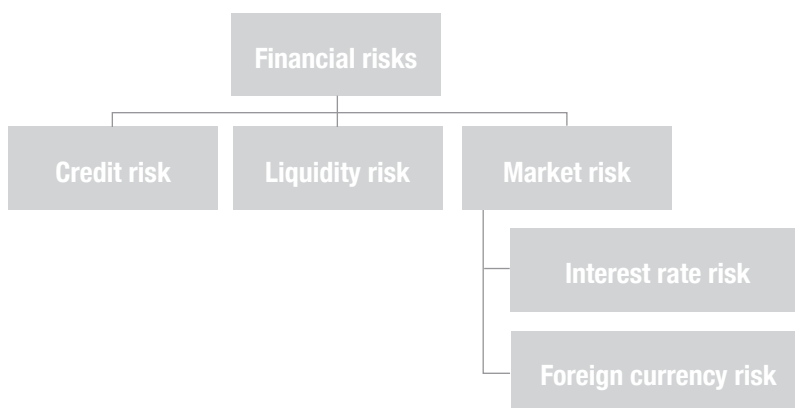 Financial risks
Credit risk
Liquidity risk
Market risk
Interest rate risk
Foreign currency risk